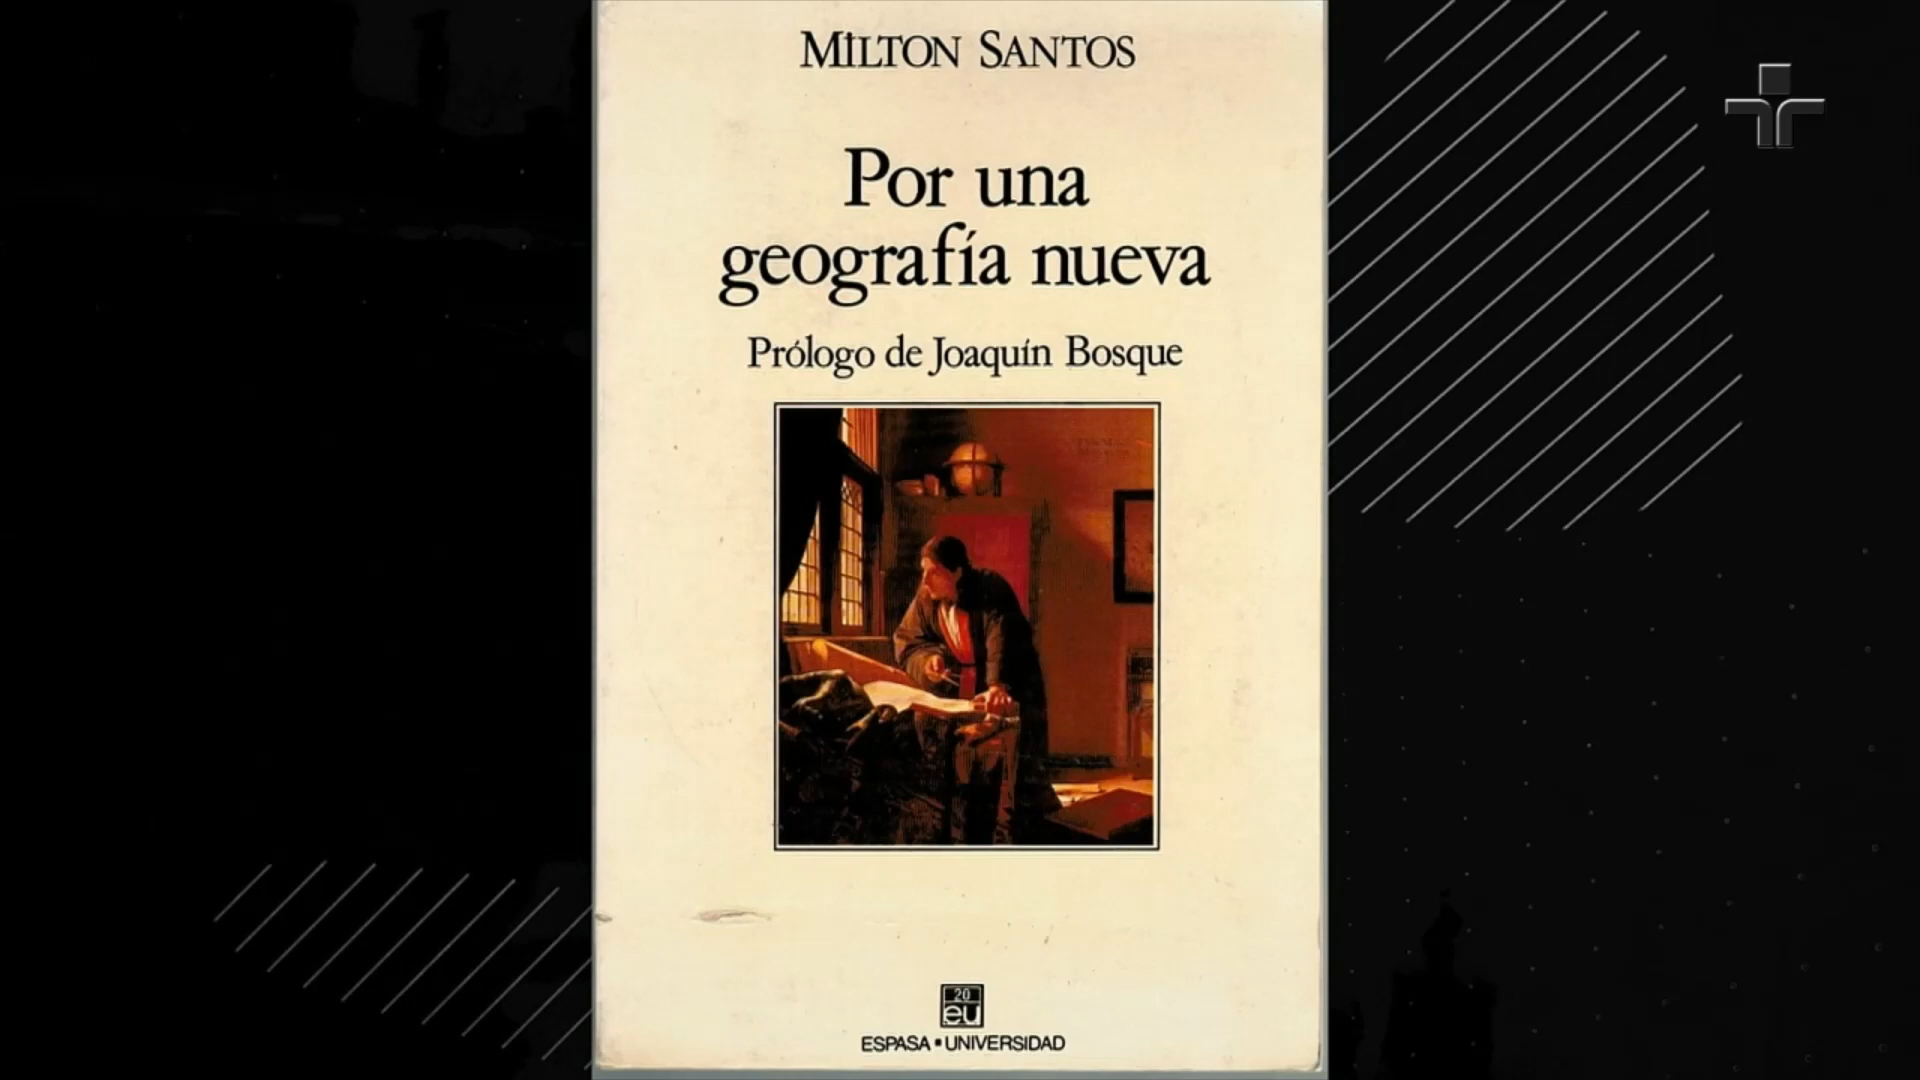 MILTON SANTOS
Por una
geografía nueva
Prólogo de Joaquín Bosque
20
eu
ESPASA • UNIVERSIDAD